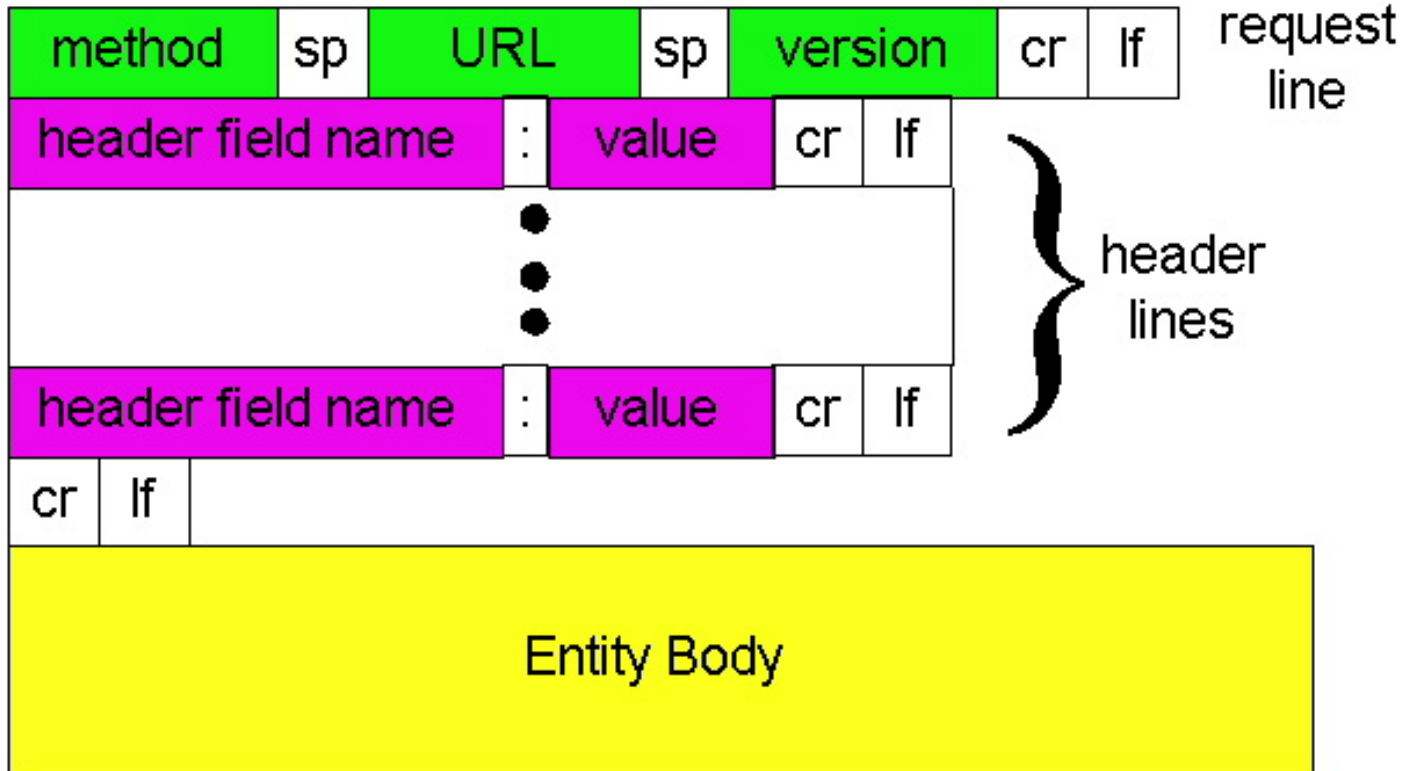 method sp URL sp version cr lf
request
line
header field name : value cr lf
header
lines
header field name : value cr lf
cr lf
Entity Body